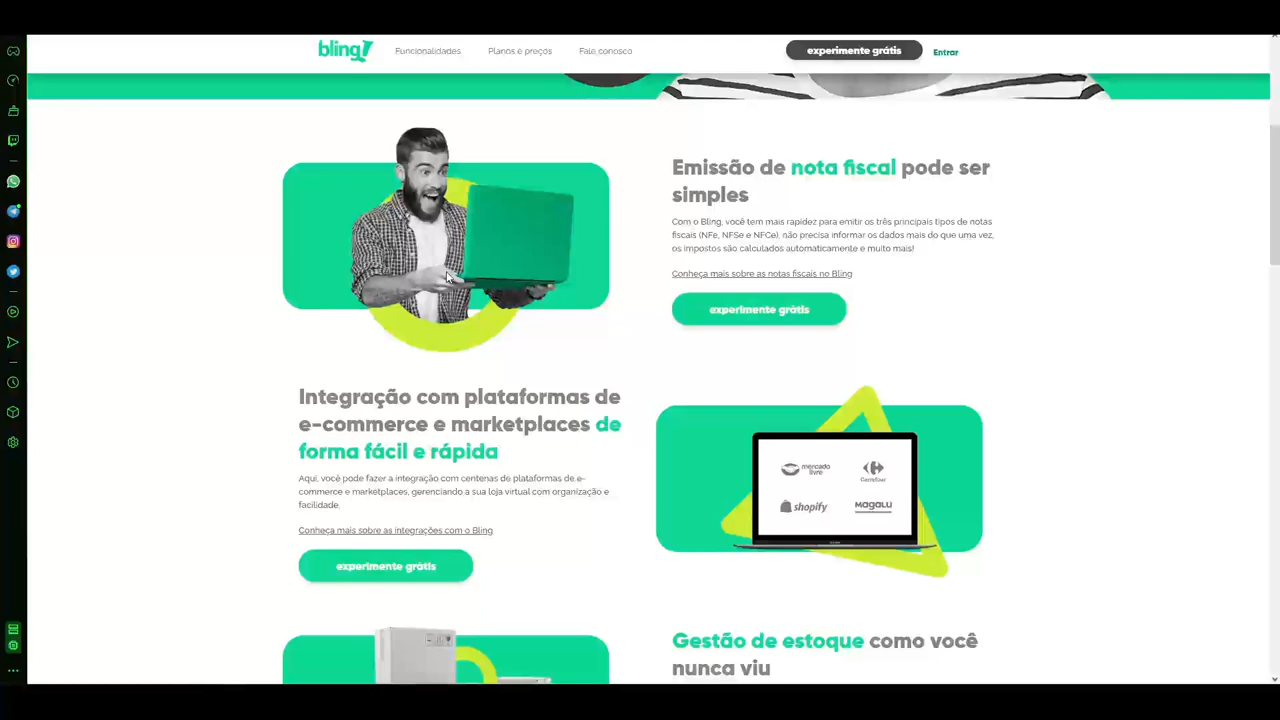 bling!
Funcionalidades
Planos e preços
Fale conosco
experimente grátis
Entrar
Emissão de nota fiscal pode ser
simples
Com o Bling, você tem mais rapidez para emitir os três principais tipos de notas
fiscais (NFe, NFSe e NFCe), não precisa informar os dados mais do que uma vez,
os impostos são calculados automaticamente e muito mais!
Conheça mais sobre as notas fiscais no Bling
experimente grátis
Integração com plataformas de
e-commerce e marketplaces de
forma fácil e rápida
Aqui, você pode fazer a integração com centenas de plataformas de e-
commerce e marketplaces, gerenciando a sua loja virtual com organização e
facilidade.
Conheça mais sobre as integrações com o Bling
experimente grátis
mercado
livre
Carrefour
shopify
Magalu
Gestão de estoque como você
nunca viu